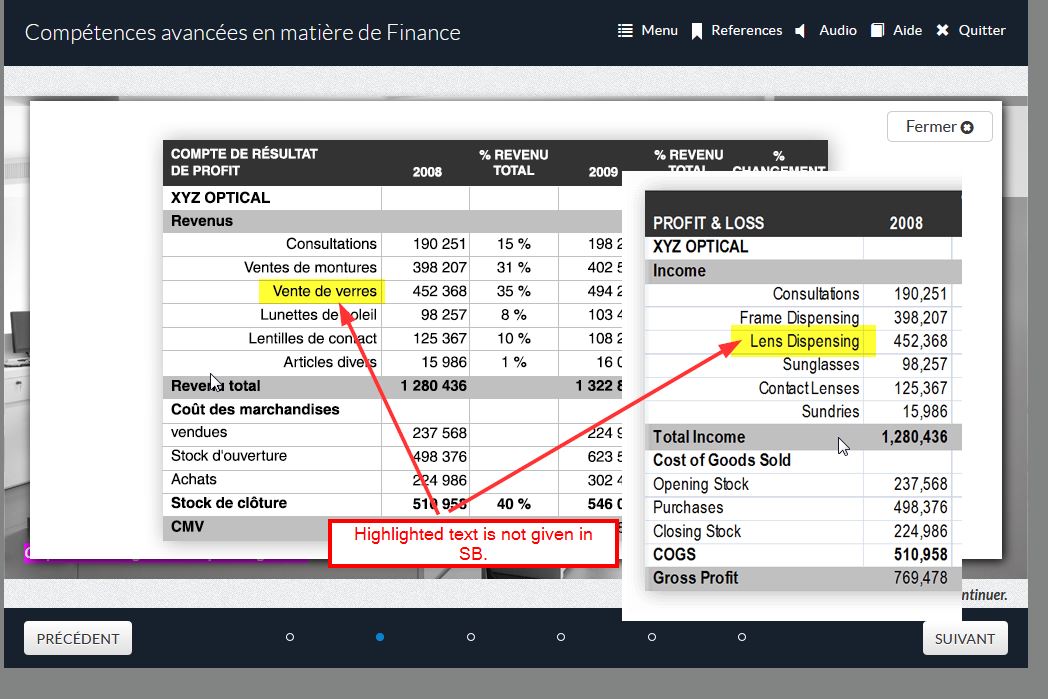 Compétences avancées en matière de Finance
Menu References Audio Aide Quitter
Fermer
COMPTE DE RÉSULTAT DE PROFIT 2008 % REVENU TOTAL 2009 % REVENU TOTAL % CHANGEMENT
XYZ OPTICAL
Revenus
Consultations 190 251 15 % 198 2
Ventes de montures 398 207 31 % 402 5
Vente de verres 452 368 35 % 494 2
Lunettes de soleil 98 257 8 % 103 4
Lentilles de contact 125 367 10 % 108 2
Articles divers 15 986 1 % 16 0
Revenu total 1 280 436 1 322 8
Coût des marchandises
vendues 237 568 224 9
Stock d'ouverture 498 376 623 5
Achats 224 986 302 4
Stock de clôture 510 958 40 % 546 0
CMV
PROFIT & LOSS 2008
XYZ OPTICAL
Income
Consultations 190,251
Frame Dispensing 398,207
Lens Dispensing 452,368
Sunglasses 98,257
Contact Lenses 125,367
Sundries 15,986
Total Income 1,280,436
Cost of Goods Sold
Opening Stock 237,568
Purchases 498,376
Closing Stock 224,986
COGS 510,958
Gross Profit 769,478
Highlighted text is not given in
SB.
ntinuer.
PRÉCÉDENT
SUIVANT